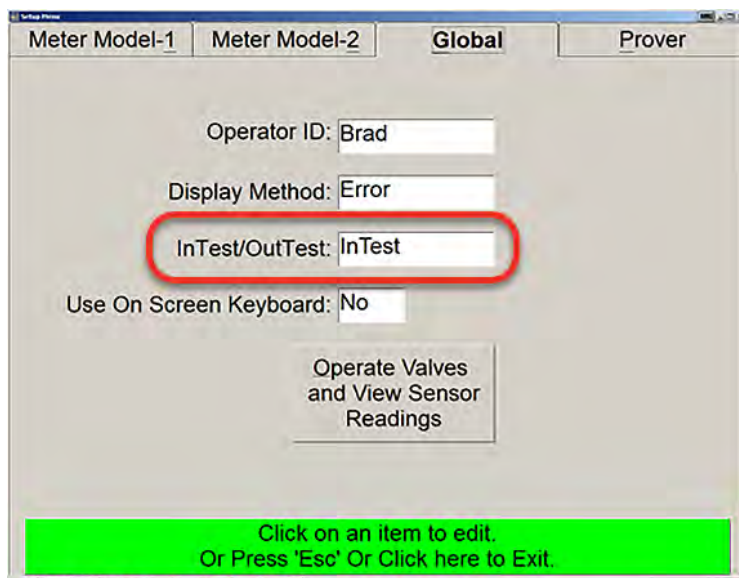 Setup Menu
Meter Model-1
Meter Model-2
Global
Prover
Operator ID: Brad
Display Method: Error
InTest/OutTest: InTest
Use On Screen Keyboard: No
Operate Valves
and View Sensor
Readings
Click on an item to edit.
Or Press 'Esc' Or Click here to Exit.